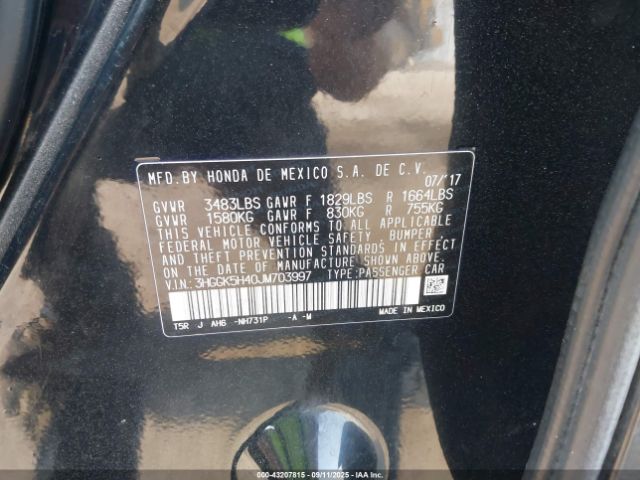 MFD. BY HONDA DE MEXICO S.A. DE C.V.
07/'17
GVWR 3483LBS GAWR F 1829LBS R 1664LBS
GVWR 1580KG GAWR F 830KG R 755KG
THIS VEHICLE CONFORMS TO ALL APPLICABLE
FEDERAL MOTOR VEHICLE SAFETY, BUMPER
AND THEFT PREVENTION STANDARDS IN EFFECT
ON THE DATE OF MANUFACTURE SHOWN ABOVE.
V.I.N: 3HGGK5H40JM703997 TYPE:PASSENGER CAR
T5R J AH6 -NH731P -A -M MADE IN MEXICO
000-43207815 - 09/11/2025 - IAAI.COM